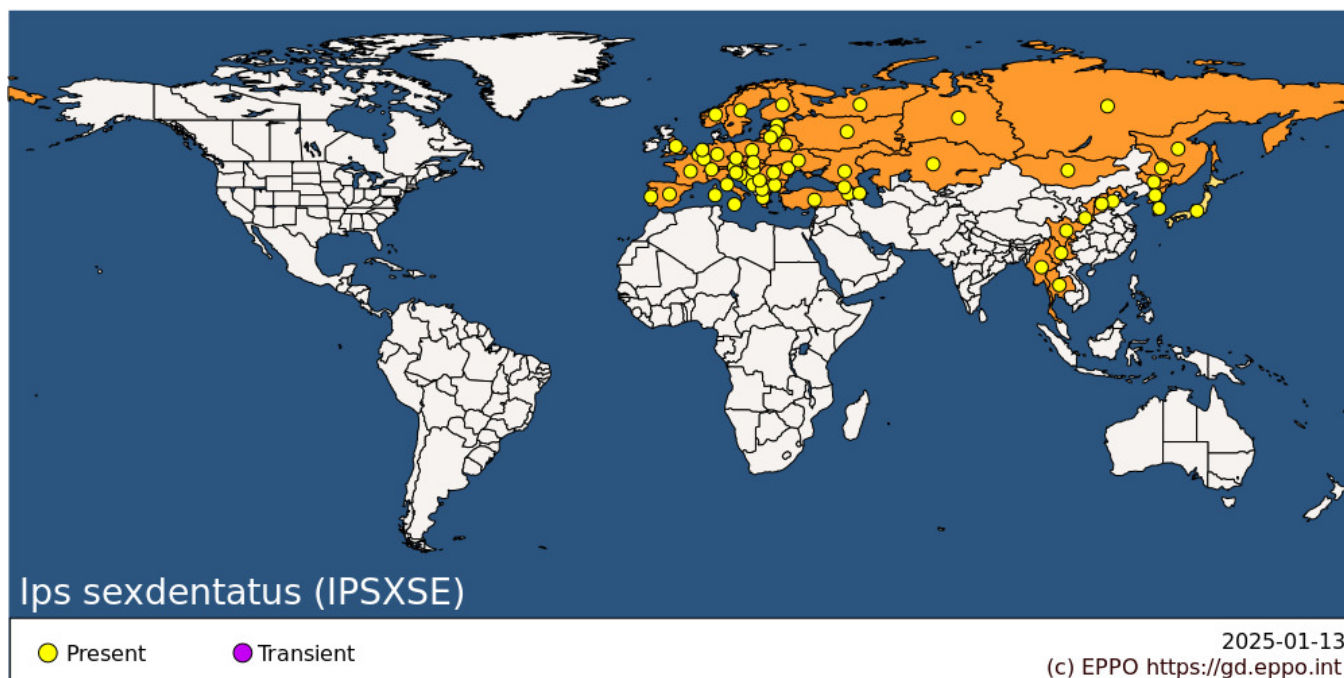 Ips sexdentatus (IPSXSE)
Present
Transient
2025-01-13
(c) EPPO https://gd.eppo.int